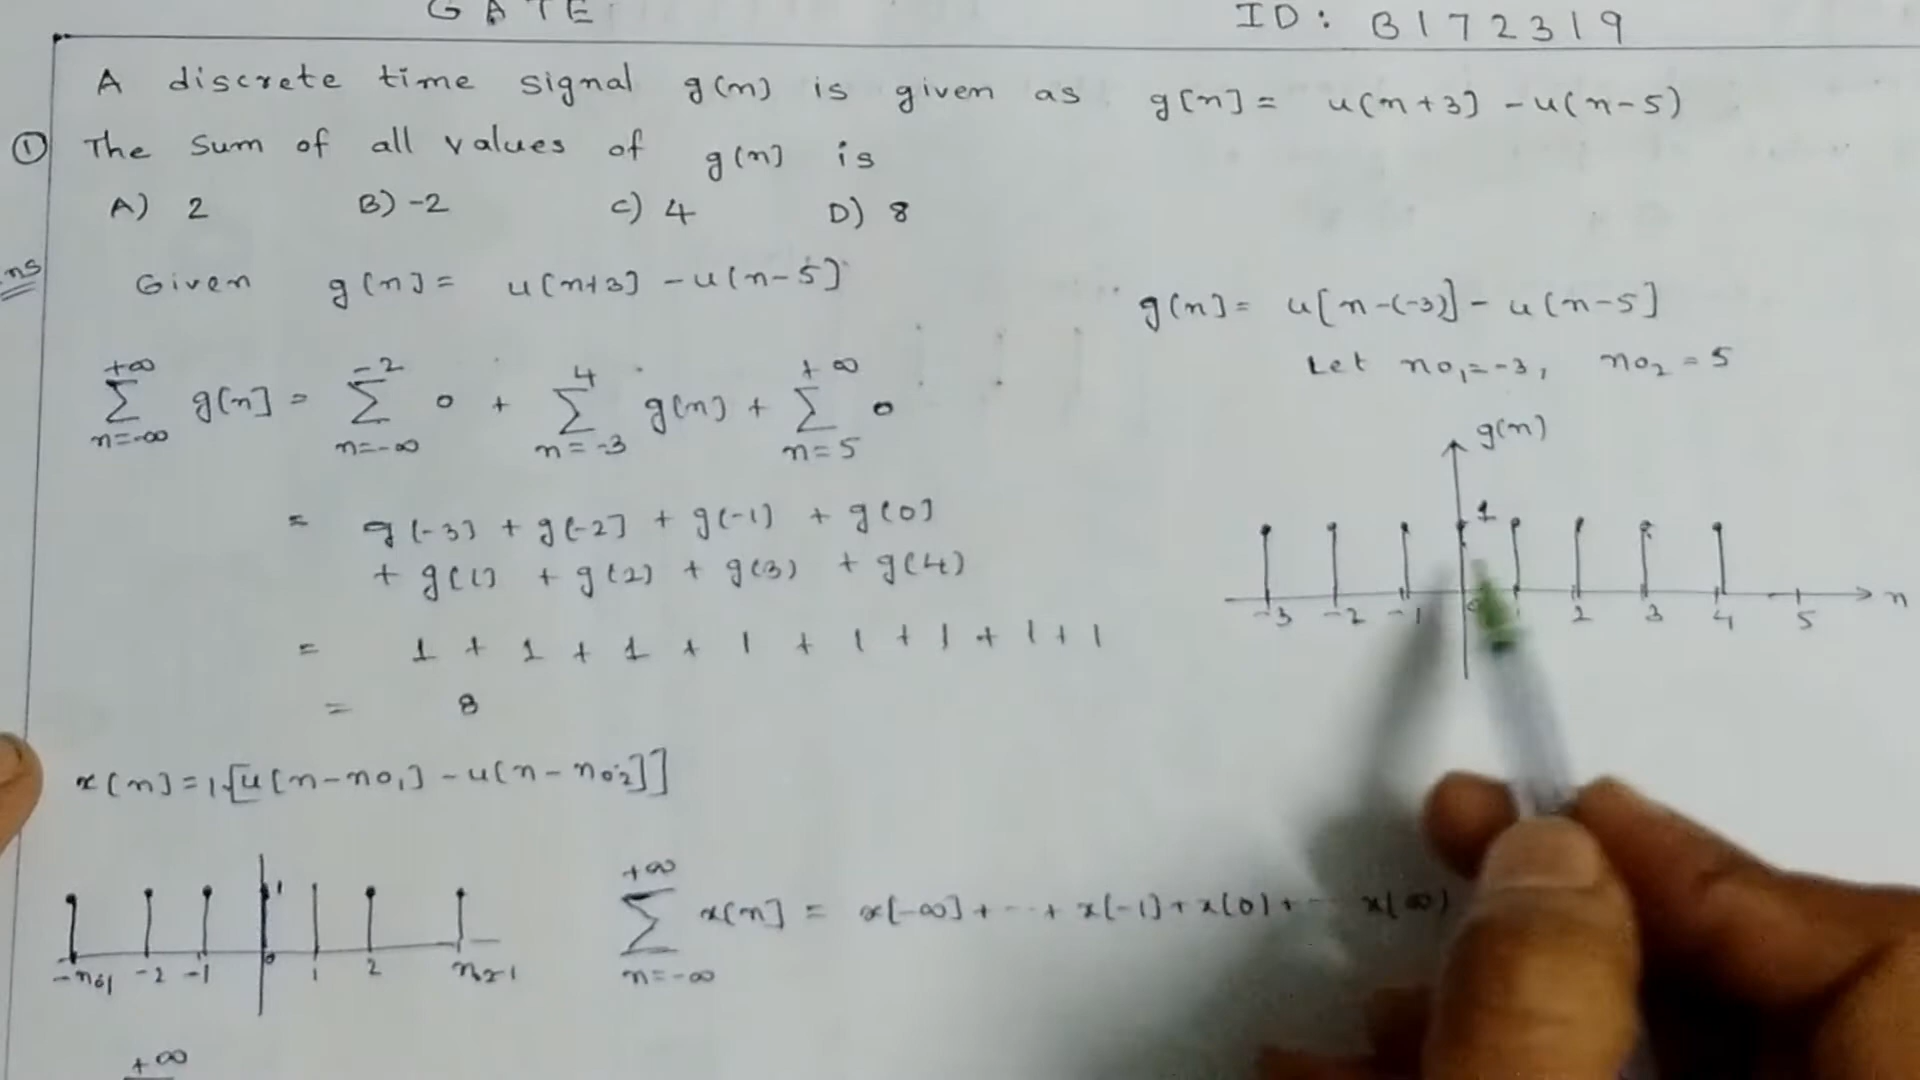 GATE
ID: B172319
A discrete time signal g(n) is given as g[n] = u(n+3] - u(n-5)
① The sum of all values of g(n) is
A) 2 B) -2 C) 4 D) 8
ns Given g(n] = u(n+3] - u(n-5]
+∞ -2 4 +∞
Σ g[n] = Σ 0 + Σ g(n) + Σ 0
n=-∞ n=-∞ n=-3 n=5
= g(-3] + g(-2] + g(-1) + g(0]
+ g(1) + g(2) + g(3) + g(4)
= 1 + 1 + 1 + 1 + 1 + 1 + 1 + 1
= 8
g(n] = u[n-(-3)] - u(n-5]
Let no₁=-3, no₂=5
g(n)
1
-3 -2 -1 0 1 2 3 4 5 n
x(n] = 1.[u[n-no₁] - u(n-no₂]]
1
-2 -1 0 1 2
+∞
Σ x[n] = x[-∞] + -- + x(-1) + x(0) + -- x(∞)
n=-∞
+∞